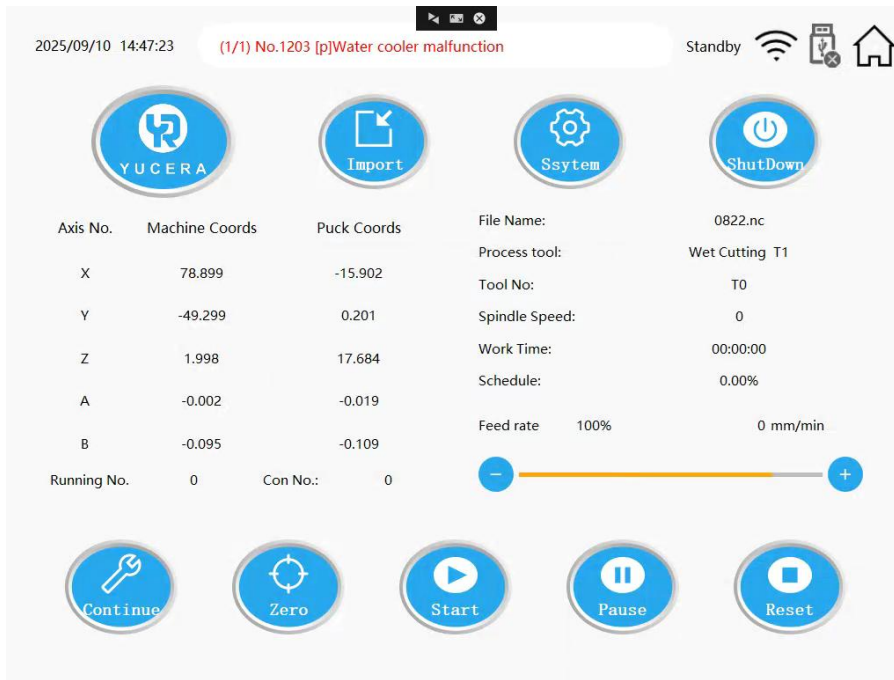 2025/09/10 14:47:23 (1/1) No.1203 [p]Water cooler malfunction Standby
YUCERA Import Ssytem ShutDown
Axis No. Machine Coords Puck Coords
X 78.899 -15.902
Y -49.299 0.201
Z 1.998 17.684
A -0.002 -0.019
B -0.095 -0.109
Running No. 0 Con No.: 0
File Name: 0822.nc
Process tool: Wet Cutting T1
Tool No: T0
Spindle Speed: 0
Work Time: 00:00:00
Schedule: 0.00%
Feed rate 100% 0 mm/min
Continue Zero Start Pause Reset